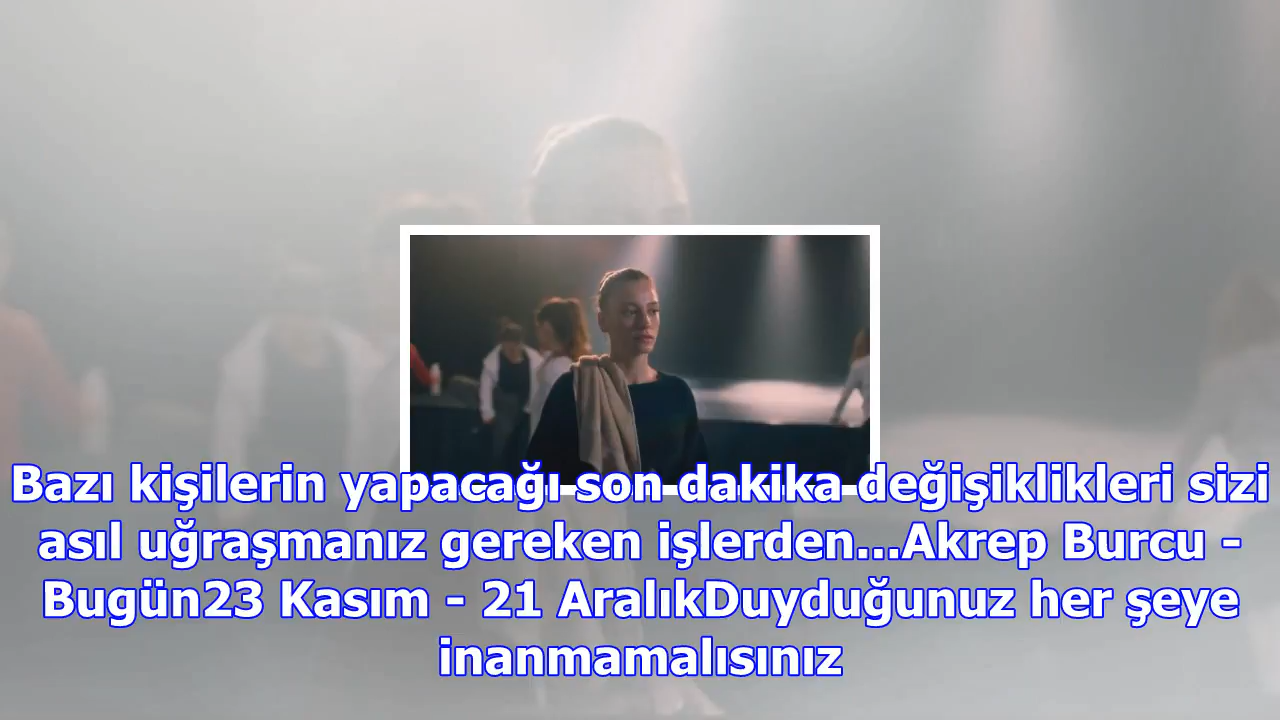 Bazı kişilerin yapacağı son dakika değişiklikleri sizi
asıl uğraşmanız gereken işlerden...Akrep Burcu -
Bugün23 Kasım - 21 AralıkDuyduğunuz her şeye
inanmamalısınız